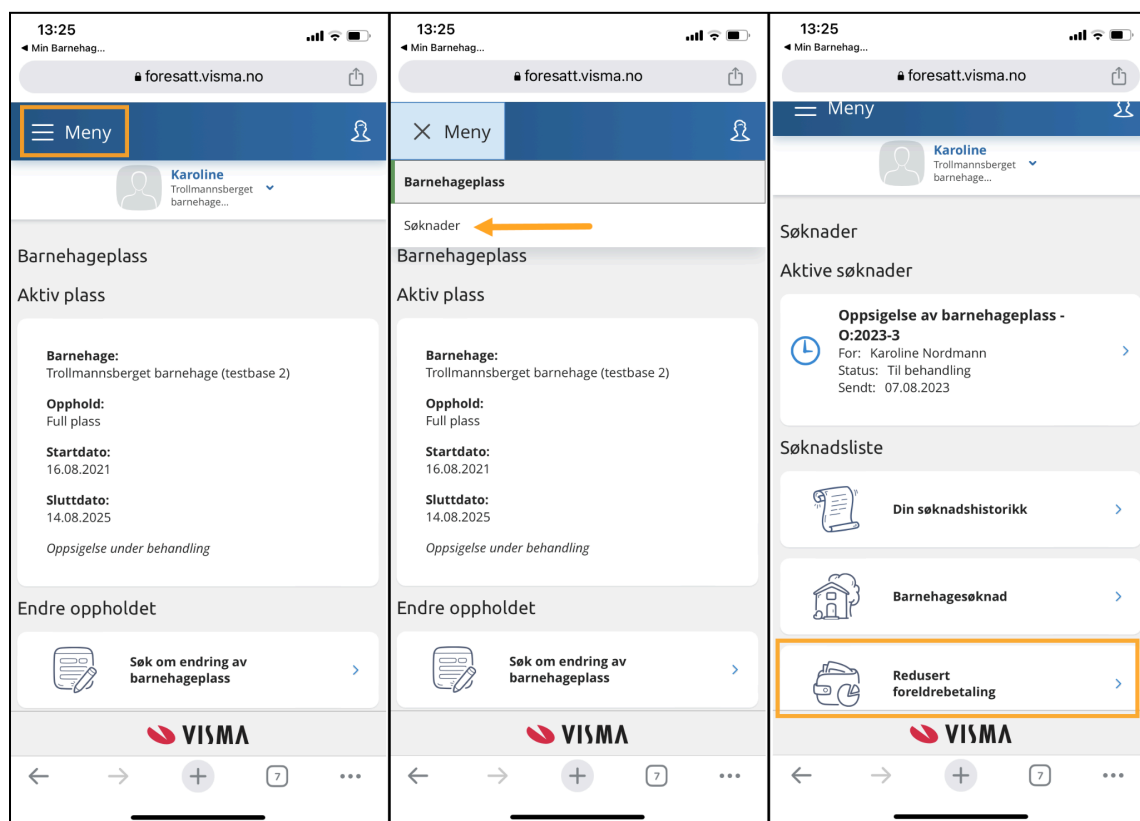 13:25
◀ Min Barnehag...
foresatt.visma.no
Meny
Karoline
Trollmannsberget
barnehage...
Barnehageplass
Aktiv plass
Barnehage:
Trollmannsberget barnehage (testbase 2)
Opphold:
Full plass
Startdato:
16.08.2021
Sluttdato:
14.08.2025
Oppsigelse under behandling
Endre oppholdet
Søk om endring av
barnehageplass
VISMA
7
13:25
◀ Min Barnehag...
foresatt.visma.no
Meny
Barnehageplass
Søknader
Barnehageplass
Aktiv plass
Barnehage:
Trollmannsberget barnehage (testbase 2)
Opphold:
Full plass
Startdato:
16.08.2021
Sluttdato:
14.08.2025
Oppsigelse under behandling
Endre oppholdet
Søk om endring av
barnehageplass
VISMA
7
13:25
◀ Min Barnehag...
foresatt.visma.no
Meny
Karoline
Trollmannsberget
barnehage...
Søknader
Aktive søknader
Oppsigelse av barnehageplass -
O:2023-3
For: Karoline Nordmann
Status: Til behandling
Sendt: 07.08.2023
Søknadsliste
Din søknadshistorikk
Barnehagesøknad
Redusert
foreldrebetaling
VISMA
7